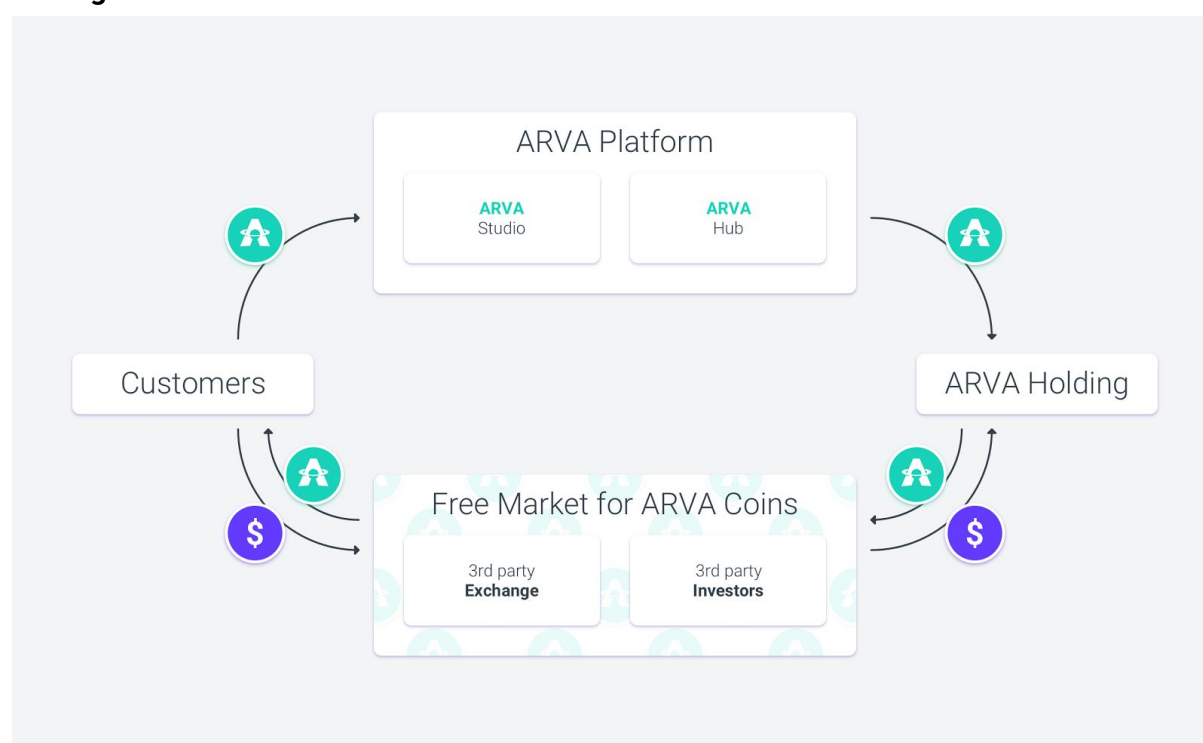 ARVA Platform
ARVA
Studio
ARVA
Hub
Customers
ARVA Holding
$
$
Free Market for ARVA Coins
3rd party
Exchange
3rd party
Investors